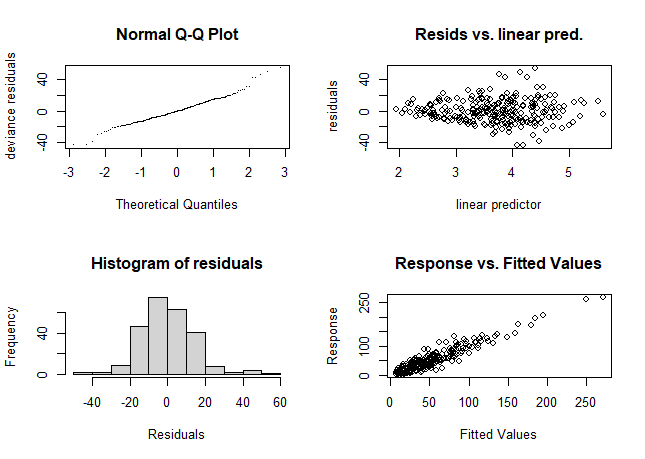 Normal Q-Q Plot
deviance residuals
-40 0 40
-3 -2 -1 0 1 2 3
Theoretical Quantiles
Resids vs. linear pred.
residuals
-40 0 40
2 3 4 5
linear predictor
Histogram of residuals
Frequency
0 40
-40 -20 0 20 40 60
Residuals
Response vs. Fitted Values
Response
0 100 250
0 50 100 150 200 250
Fitted Values